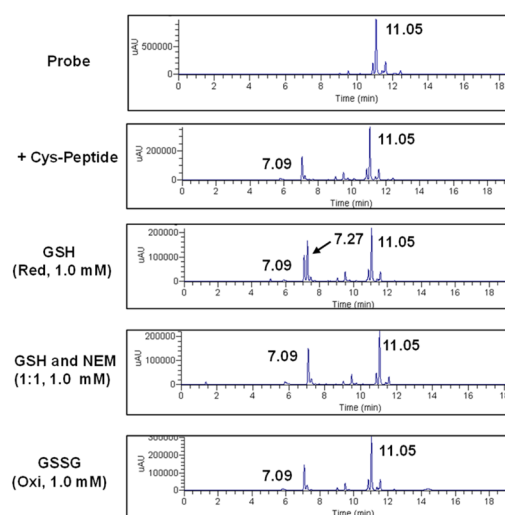 Probe
11.05
500000
0
uAU
0 2 4 6 8 10 12 14 16 18
Time (min)
+ Cys-Peptide
7.09
11.05
200000
0
uAU
0 2 4 6 8 10 12 14 16 18
Time (min)
GSH
(Red, 1.0 mM)
7.09
7.27
11.05
200000
100000
0
uAU
0 2 4 6 8 10 12 14 16 18
Time (min)
GSH and NEM
(1:1, 1.0 mM)
7.09
11.05
200000
100000
0
uAU
0 2 4 6 8 10 12 14 16 18
Time (min)
GSSG
(Oxi, 1.0 mM)
7.09
11.05
300000
200000
100000
0
uAU
0 2 4 6 8 10 12 14 16 18
Time (min)